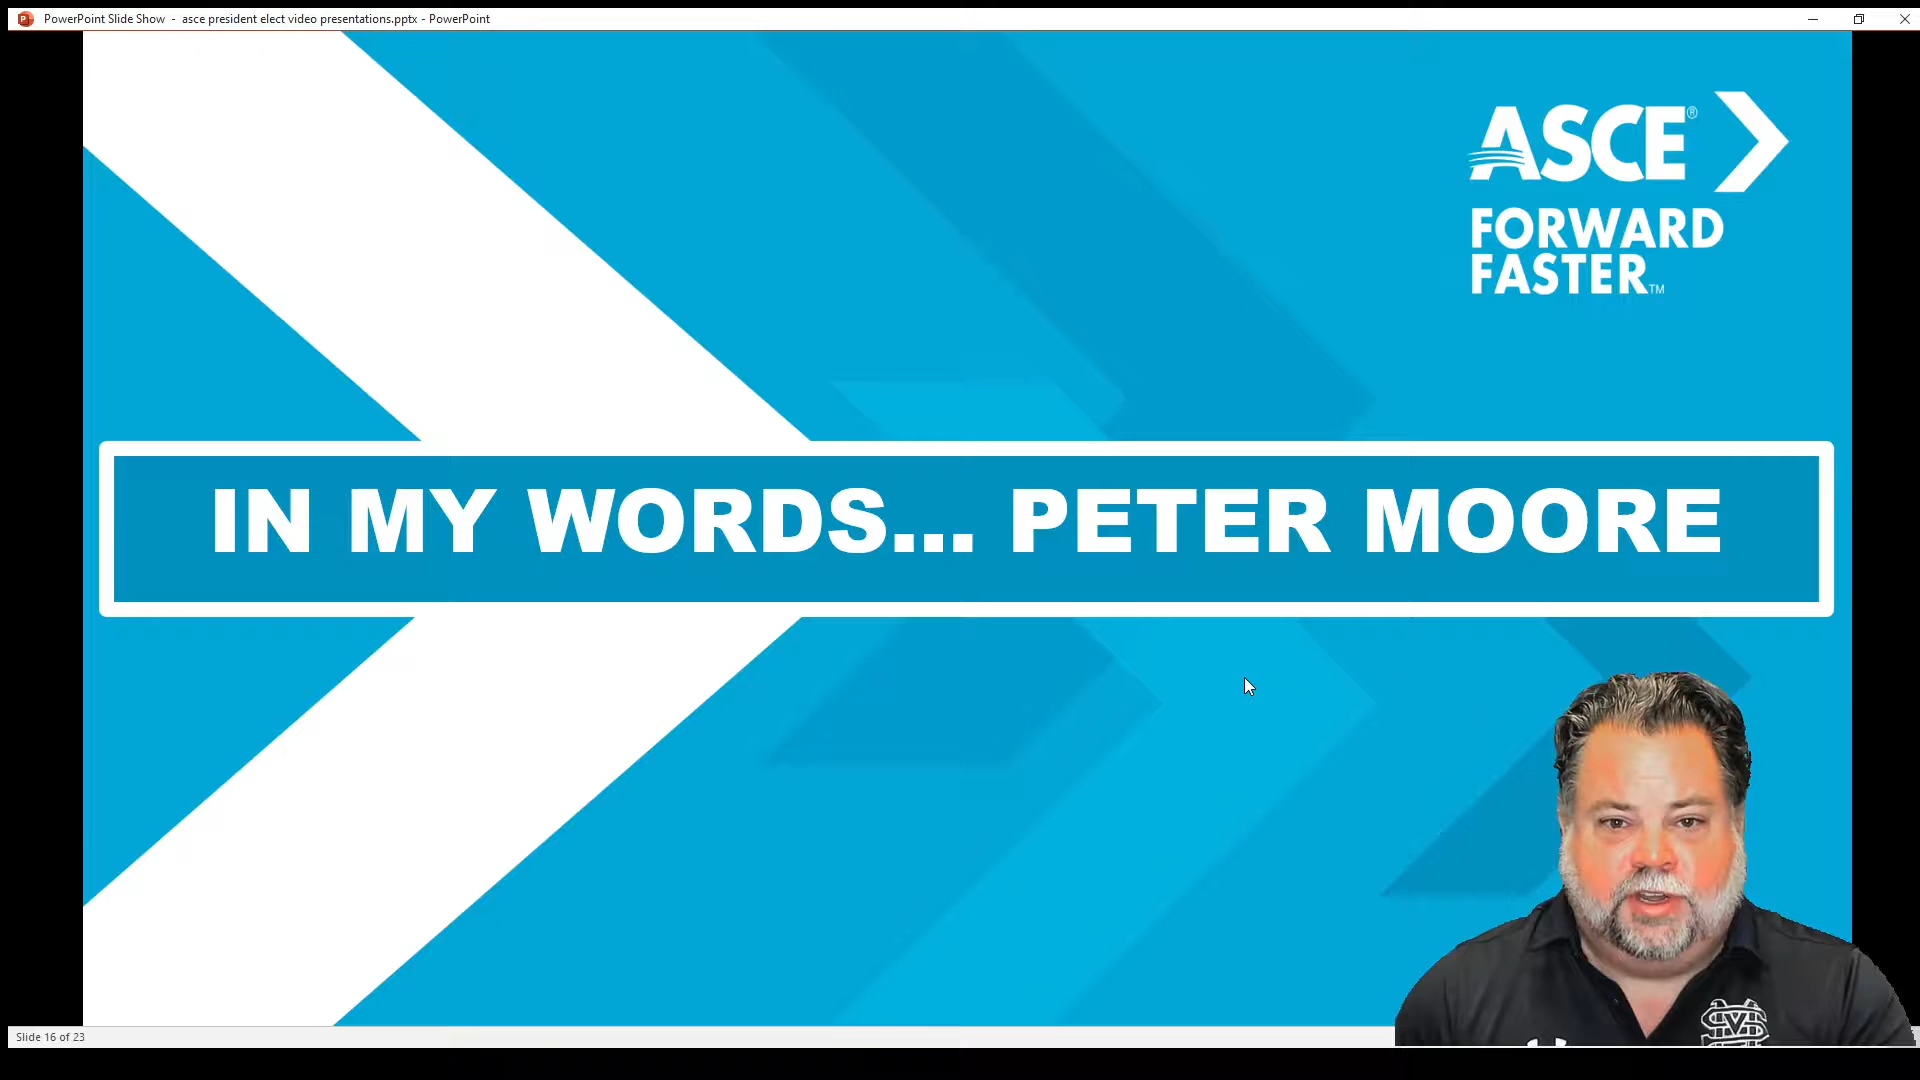 PowerPoint Slide Show - asce president elect video presentations.pptx - PowerPoint
ASCE®
FORWARD
FASTER™
IN MY WORDS... PETER MOORE
Slide 16 of 23